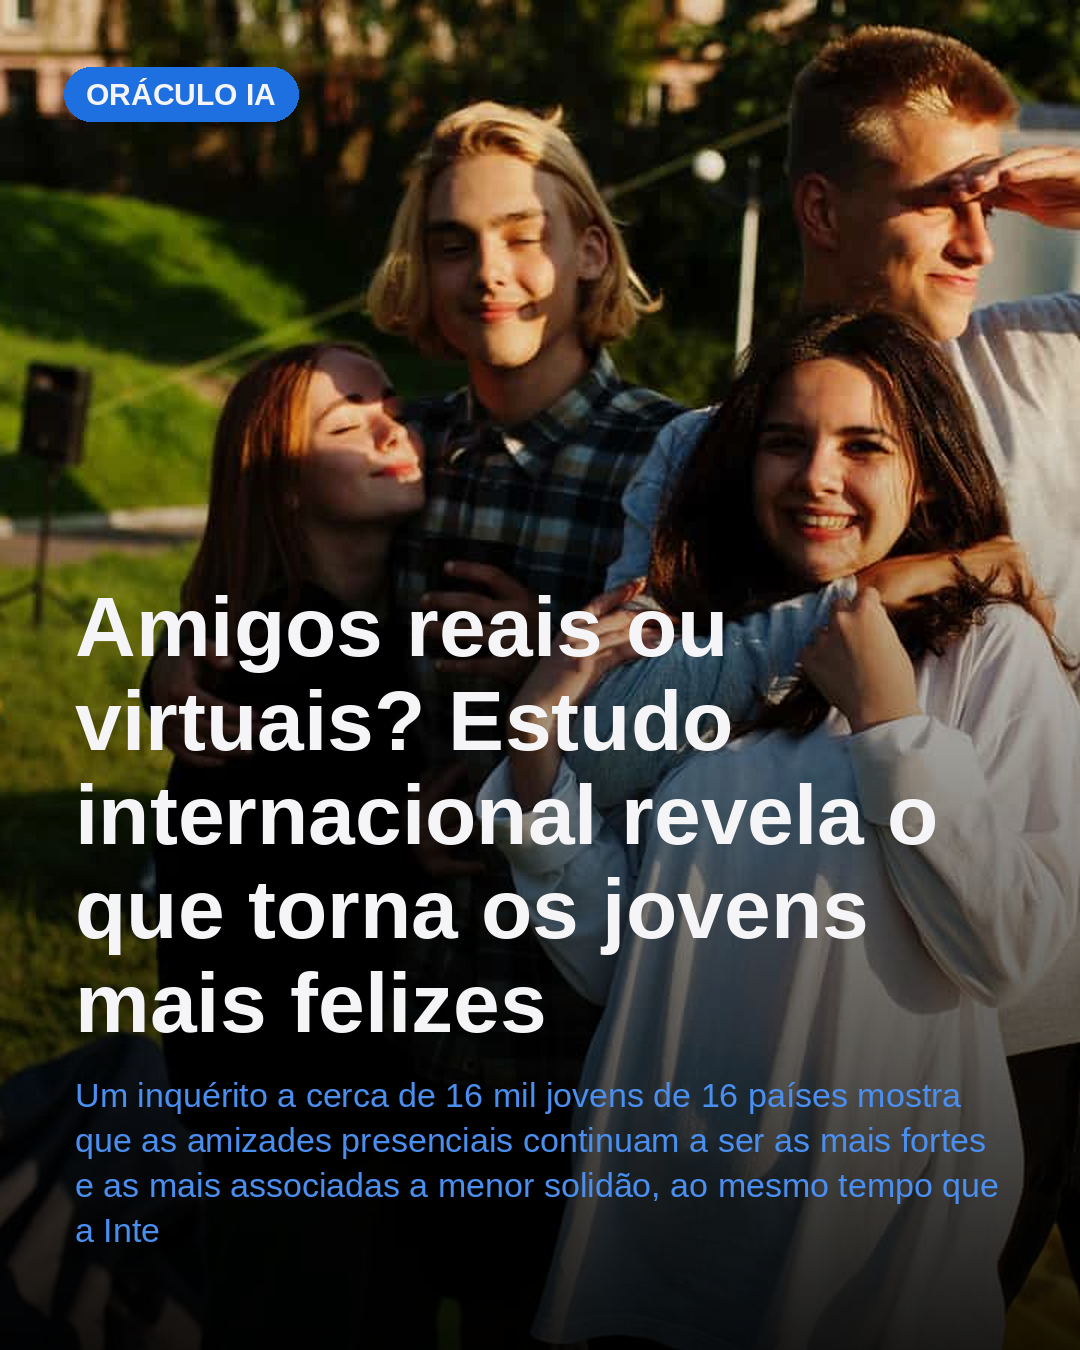 ORÁCULO IA
Amigos reais ou
virtuais? Estudo
internacional revela o
que torna os jovens
mais felizes
Um inquérito a cerca de 16 mil jovens de 16 países mostra
que as amizades presenciais continuam a ser as mais fortes
e as mais associadas a menor solidão, ao mesmo tempo que
a Inte